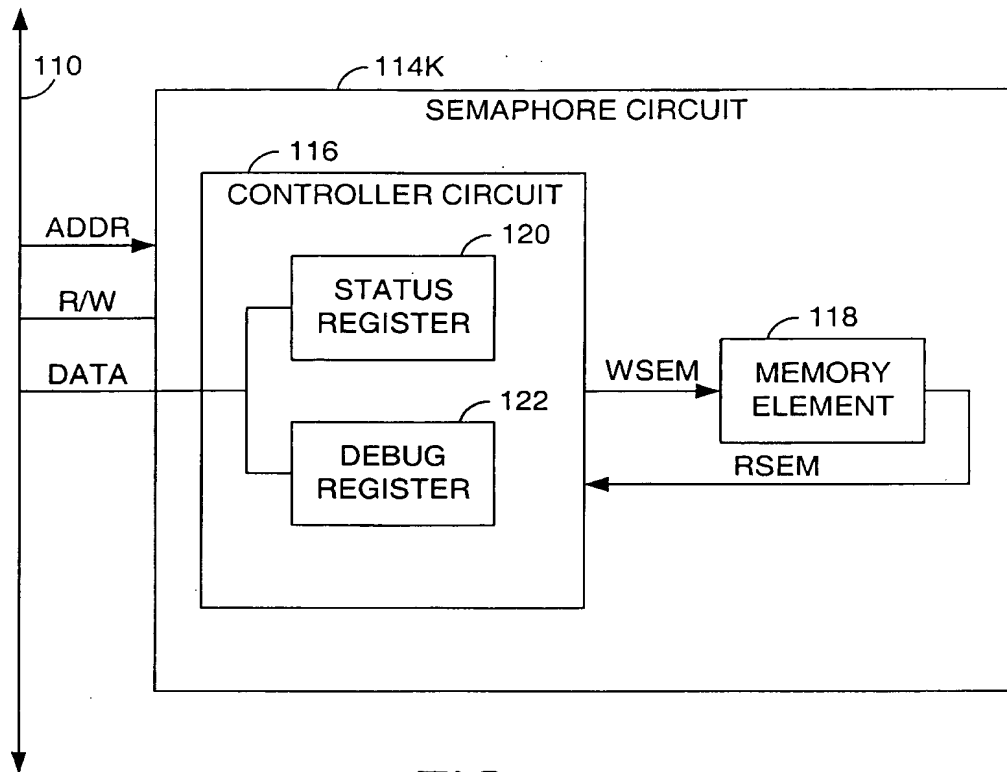 110
114K
SEMAPHORE CIRCUIT
116
CONTROLLER CIRCUIT
ADDR
120
STATUS
REGISTER
R/W
118
DATA
WSEM
MEMORY
ELEMENT
122
DEBUG
REGISTER
RSEM